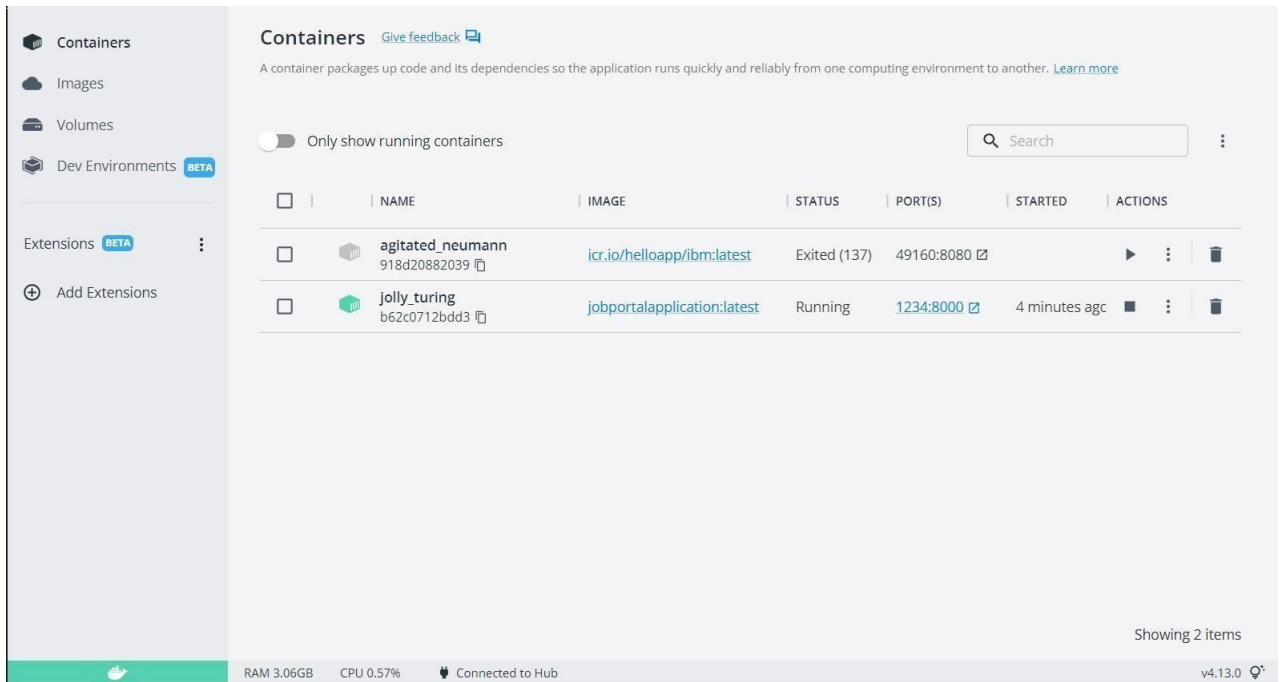 Containers
Images
Volumes
Dev Environments BETA
Extensions BETA
Add Extensions
Containers Give feedback
A container packages up code and its dependencies so the application runs quickly and reliably from one computing environment to another. Learn more
Only show running containers
Search
NAME IMAGE STATUS PORT(S) STARTED ACTIONS
agitated_neumann icr.io/helloapp/ibm:latest Exited (137) 49160:8080
918d20882039
jolly_turing jobportalapplication:latest Running 1234:8000 4 minutes agc
b62c0712bdd3
Showing 2 items
RAM 3.06GB CPU 0.57% Connected to Hub v4.13.0